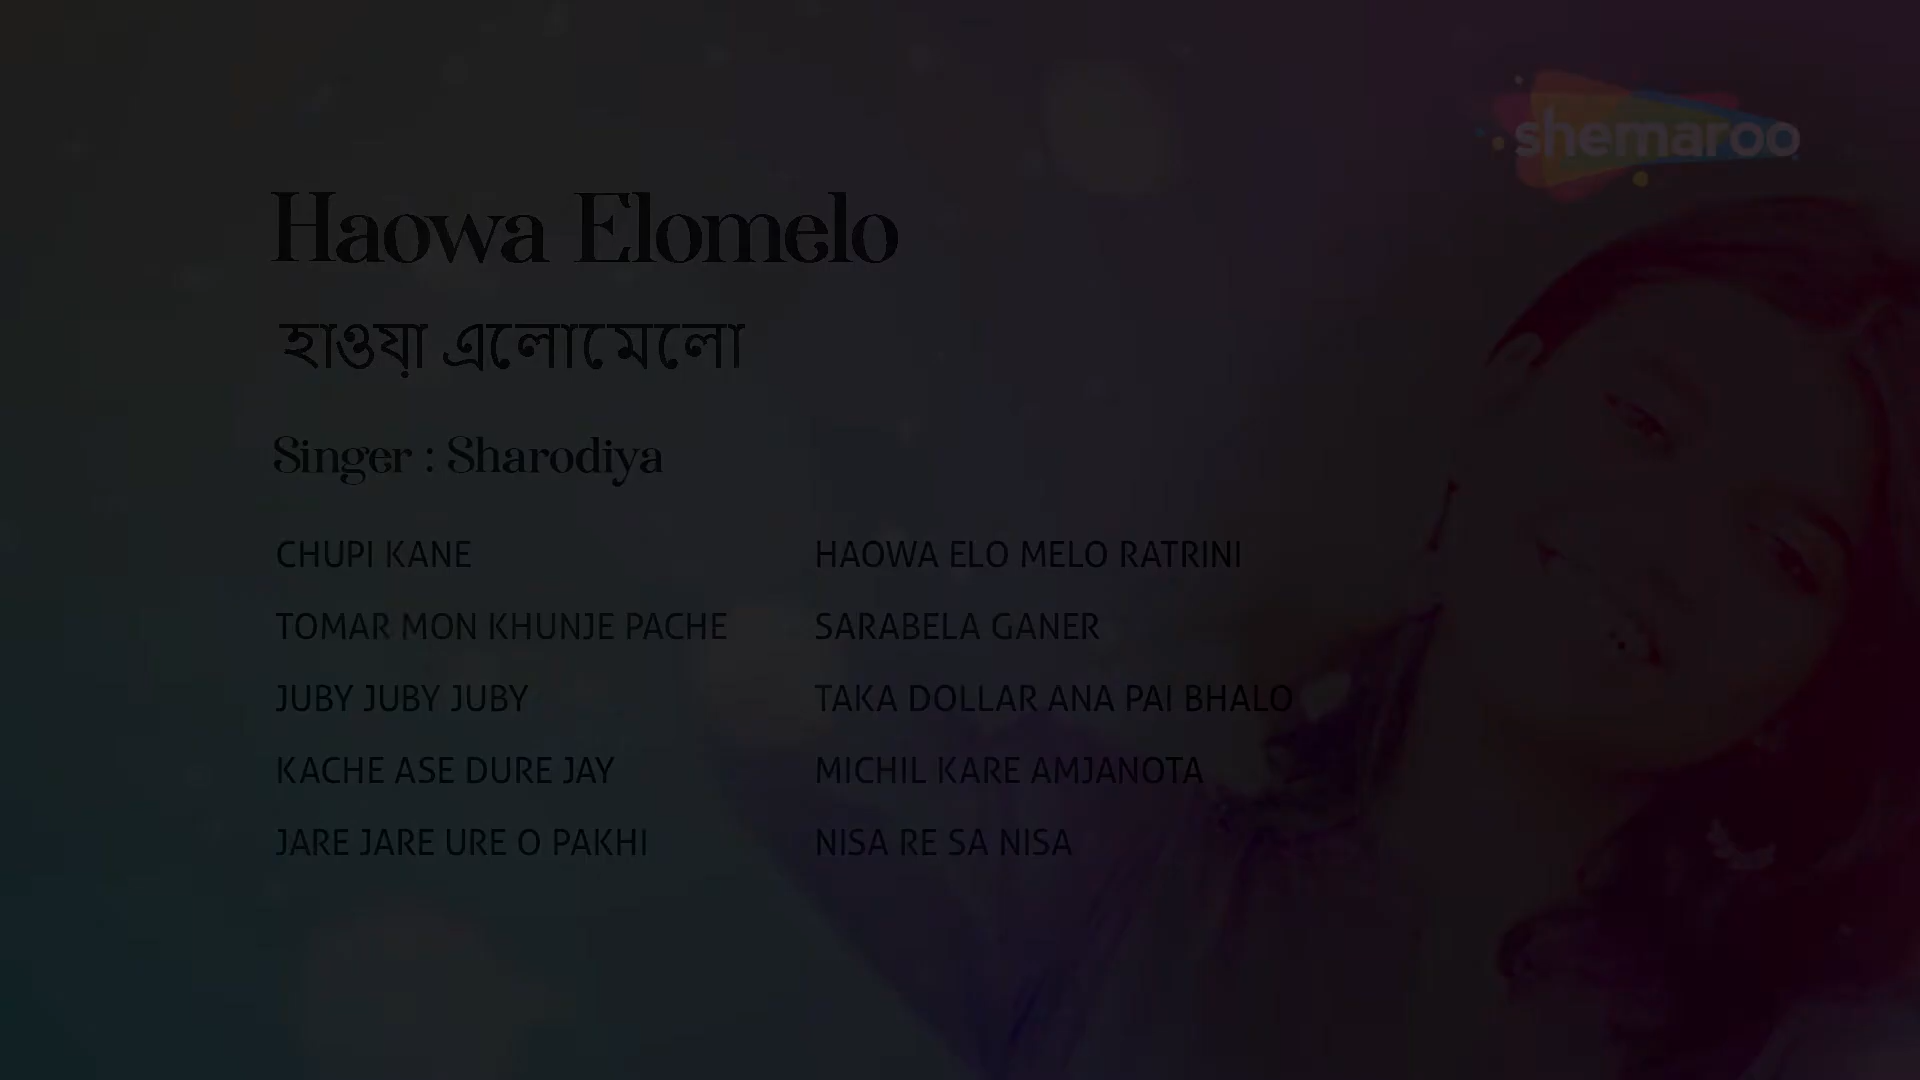 shemaroo
Haowa Elomelo
হাওয়া এলোমেলো
Singer : Sharodiya
CHUPI KANE
TOMAR MON KHUNJE PACHE
JUBY JUBY JUBY
KACHE ASE DURE JAY
JARE JARE URE O PAKHI
HAOWA ELO MELO RATRINI
SARABELA GANER
TAKA DOLLAR ANA PAI BHALO
MICHIL KARE AMJANOTA
NISA RE SA NISA